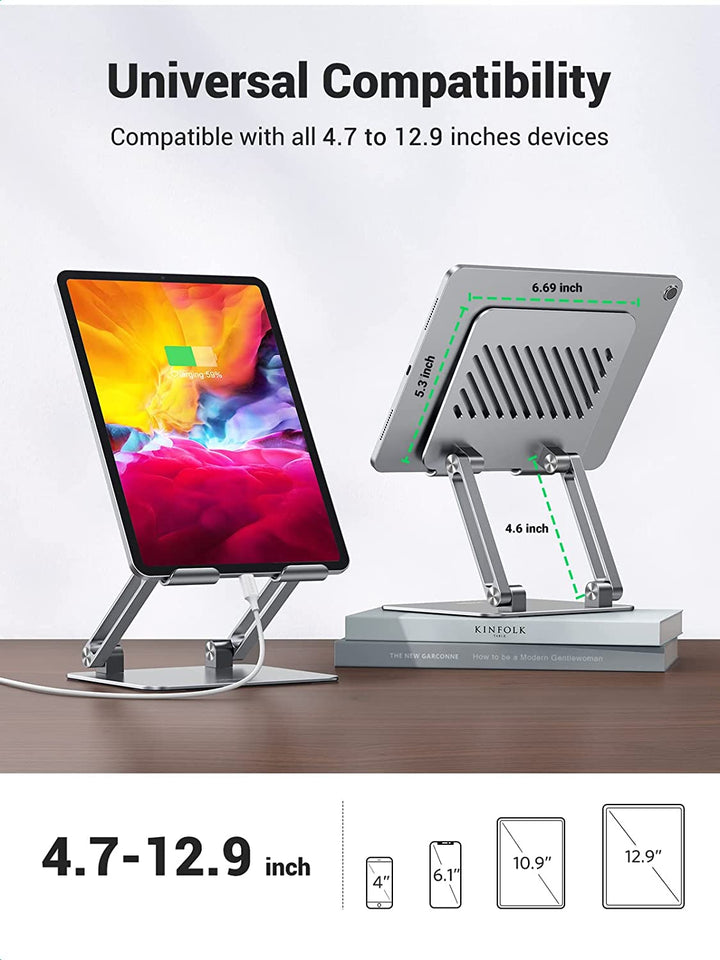 Universal Compatibility
Compatible with all 4.7 to 12.9 inches devices
6.69 inch
5.3 inch
Charging:59%
4.6 inch
KINFOLK
TABLE
THE NEW GARCONNE How to be a Modern Gentlewoman
4.7-12.9 inch
4"
6.1"
10.9"
12.9"